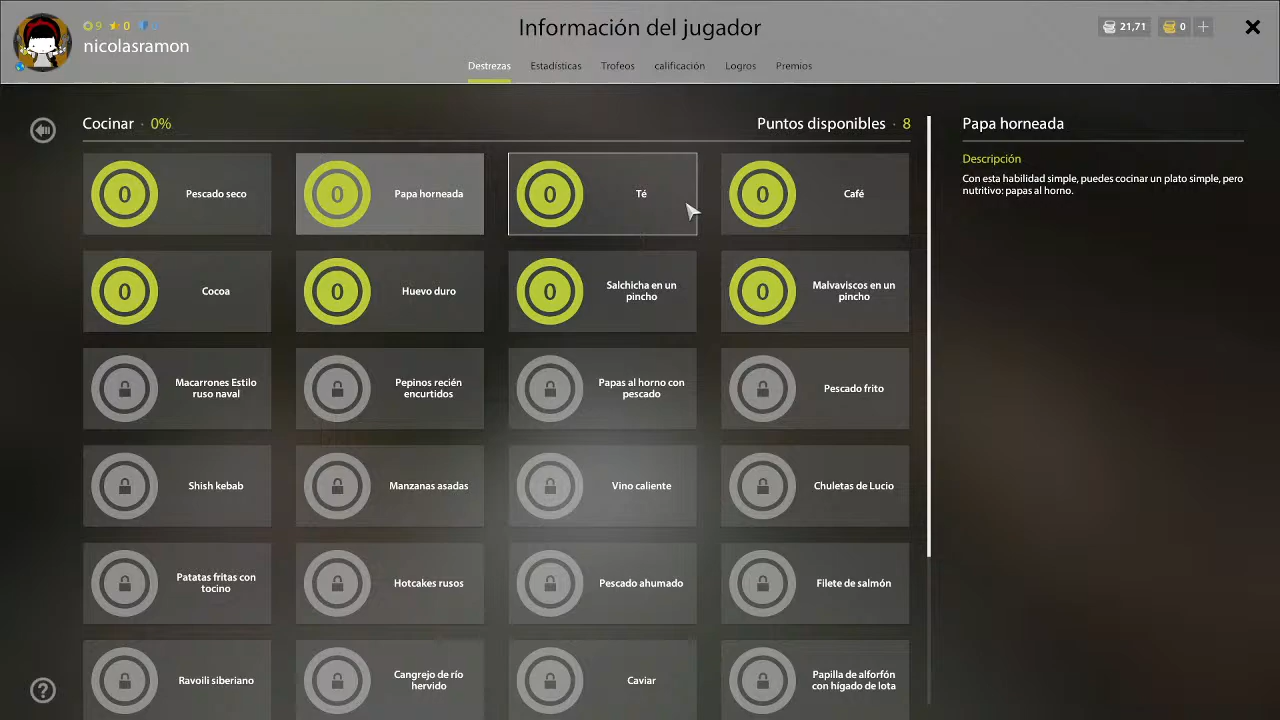 9 0
nicolasramon
Información del jugador
21,71 0 +
Destrezas Estadísticas Trofeos calificación Logros Premios
Cocinar · 0%
Puntos disponibles · 8
0 Pescado seco
0 Papa horneada
0 Té
0 Café
0 Cocoa
0 Huevo duro
0 Salchicha en un
pincho
0 Malvaviscos en un
pincho
Macarrones Estilo
ruso naval
Pepinos recién
encurtidos
Papas al horno con
pescado
Pescado frito
Shish kebab
Manzanas asadas
Vino caliente
Chuletas de Lucio
Patatas fritas con
tocino
Hotcakes rusos
Pescado ahumado
Filete de salmón
Ravoili siberiano
Cangrejo de río
hervido
Caviar
Papilla de alforfón
con hígado de lota
Papa horneada
Descripción
Con esta habilidad simple, puedes cocinar un plato simple, pero
nutritivo: papas al horno.
?